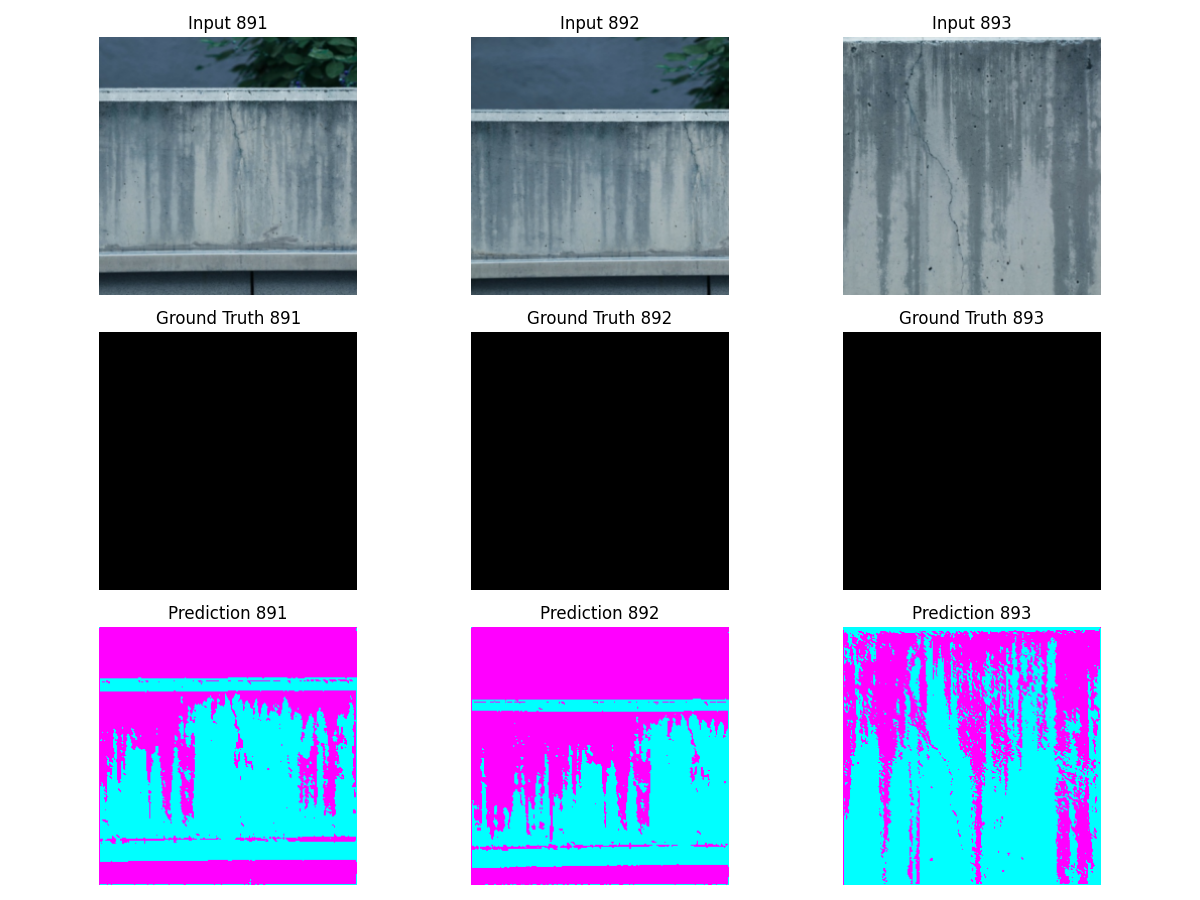 Input 891
Input 892
Input 893
Ground Truth 891
Ground Truth 892
Ground Truth 893
Prediction 891
Prediction 892
Prediction 893